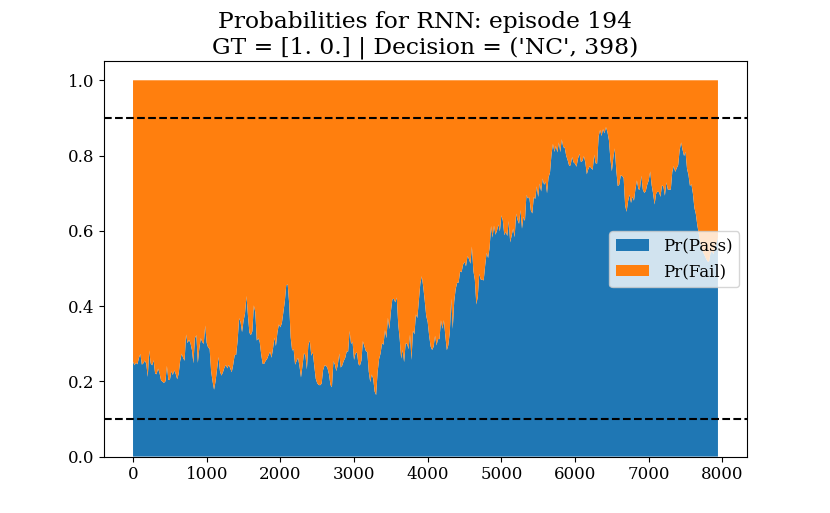 Probabilities for RNN: episode 194
GT = [1. 0.] | Decision = ('NC', 398)
1.0
0.8
0.6
0.4
0.2
0.0
Pr(Pass)
Pr(Fail)
0 1000 2000 3000 4000 5000 6000 7000 8000